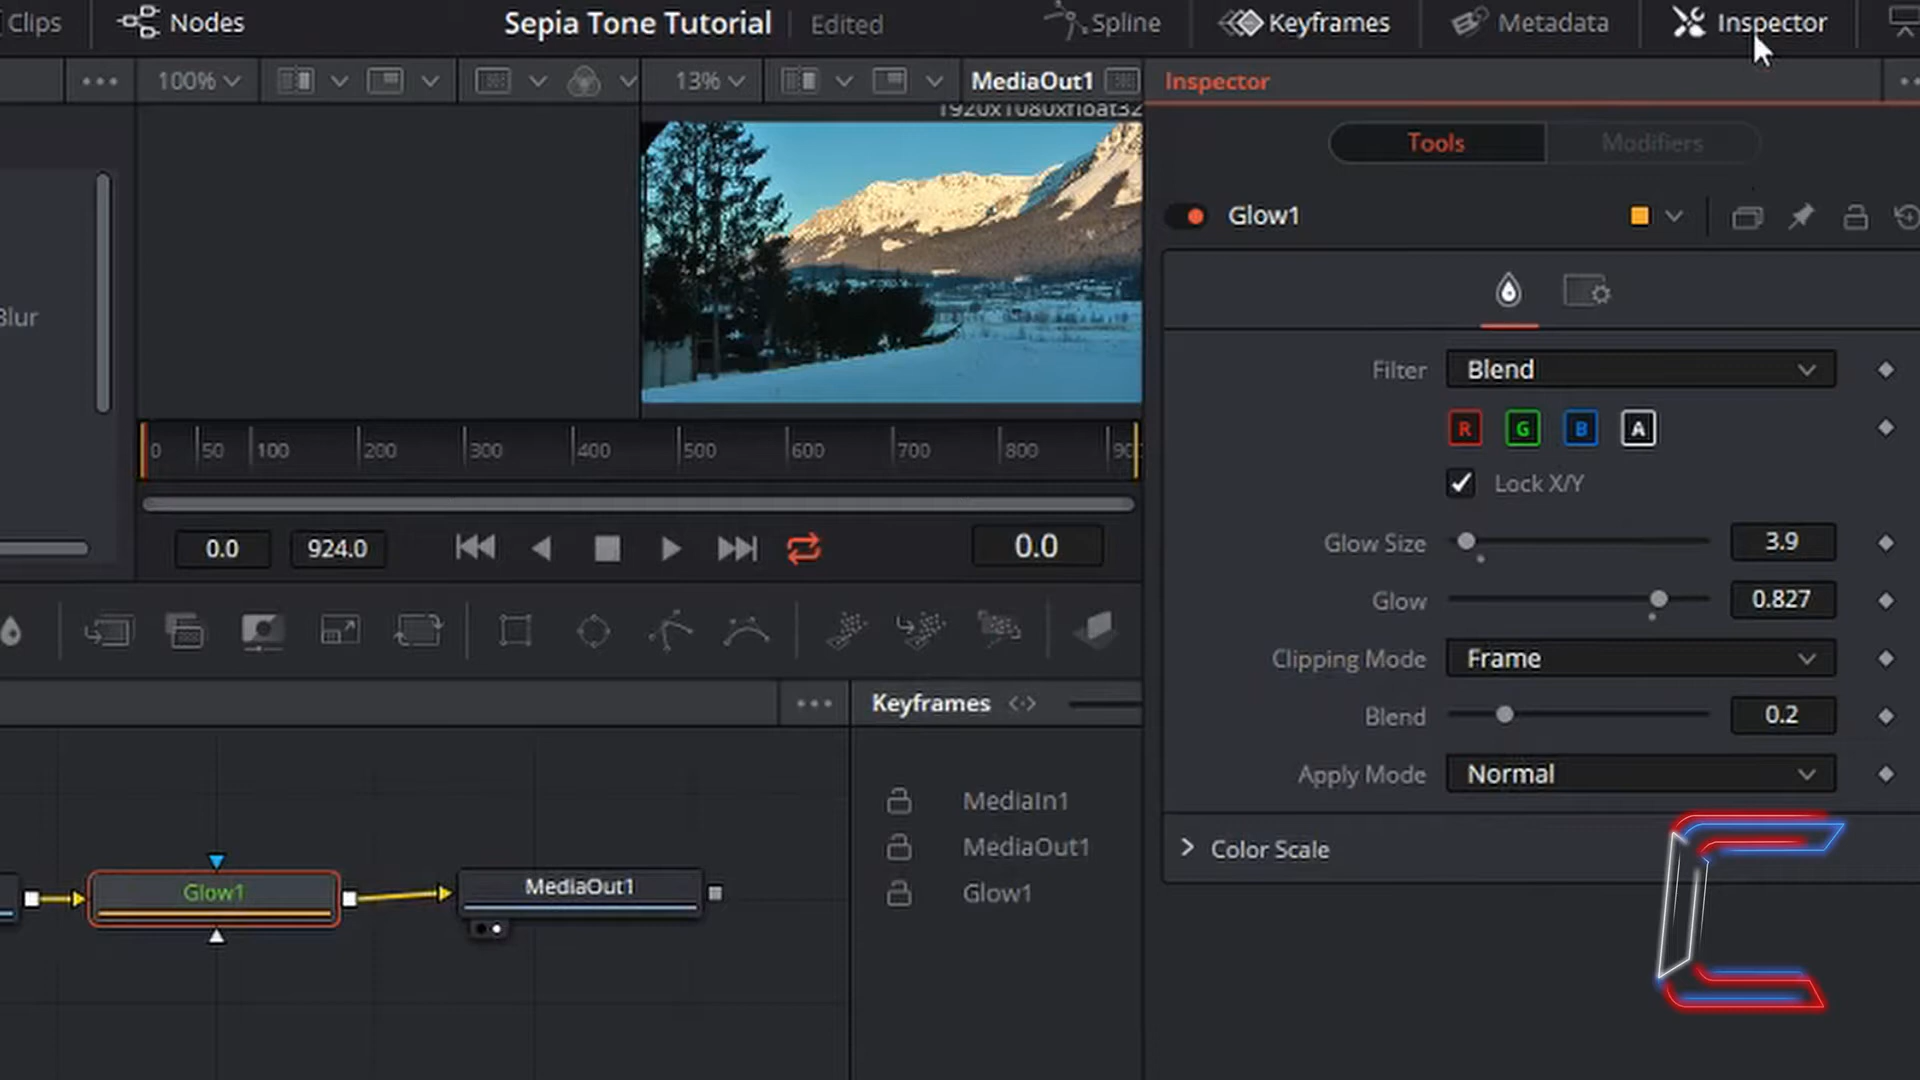 Clips
Nodes
Sepia Tone Tutorial
Edited
Spline
Keyframes
Metadata
Inspector
100%
13%
MediaOut1
Inspector
1920x1080xfloat32
Tools
Modifiers
Glow1
Blur
Filter
Blend
R G B A
Lock X/Y
0 50 100 200 300 400 500 600 700 800 90
0.0
924.0
0.0
Glow Size
3.9
Glow
0.827
Clipping Mode
Frame
Blend
0.2
Apply Mode
Normal
Color Scale
Keyframes
MediaIn1
MediaOut1
Glow1
Glow1
MediaOut1
C